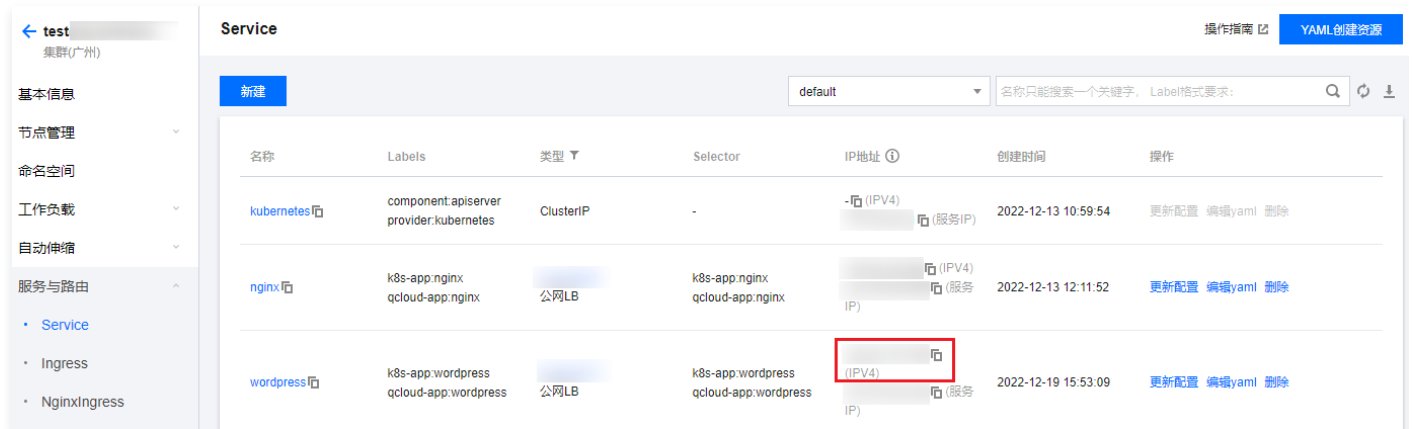 test
集群(广州)
基本信息
节点管理
命名空间
工作负载
自动伸缩
服务与路由
Service
Ingress
NginxIngress
Service
操作指南
YAML创建资源
新建
default
名称只能搜索一个关键字, Label格式要求:
名称 Labels 类型 Selector IP地址 创建时间 操作
kubernetes
component:apiserver
provider:kubernetes
ClusterIP
-
- (IPV4)
(服务IP)
2022-12-13 10:59:54
更新配置 编辑yaml 删除
nginx
k8s-app:nginx
qcloud-app:nginx
公网LB
k8s-app:nginx
qcloud-app:nginx
(IPV4)
(服务
IP)
2022-12-13 12:11:52
更新配置 编辑yaml 删除
wordpress
k8s-app:wordpress
qcloud-app:wordpress
公网LB
k8s-app:wordpress
qcloud-app:wordpress
(IPV4)
(服务
IP)
2022-12-19 15:53:09
更新配置 编辑yaml 删除